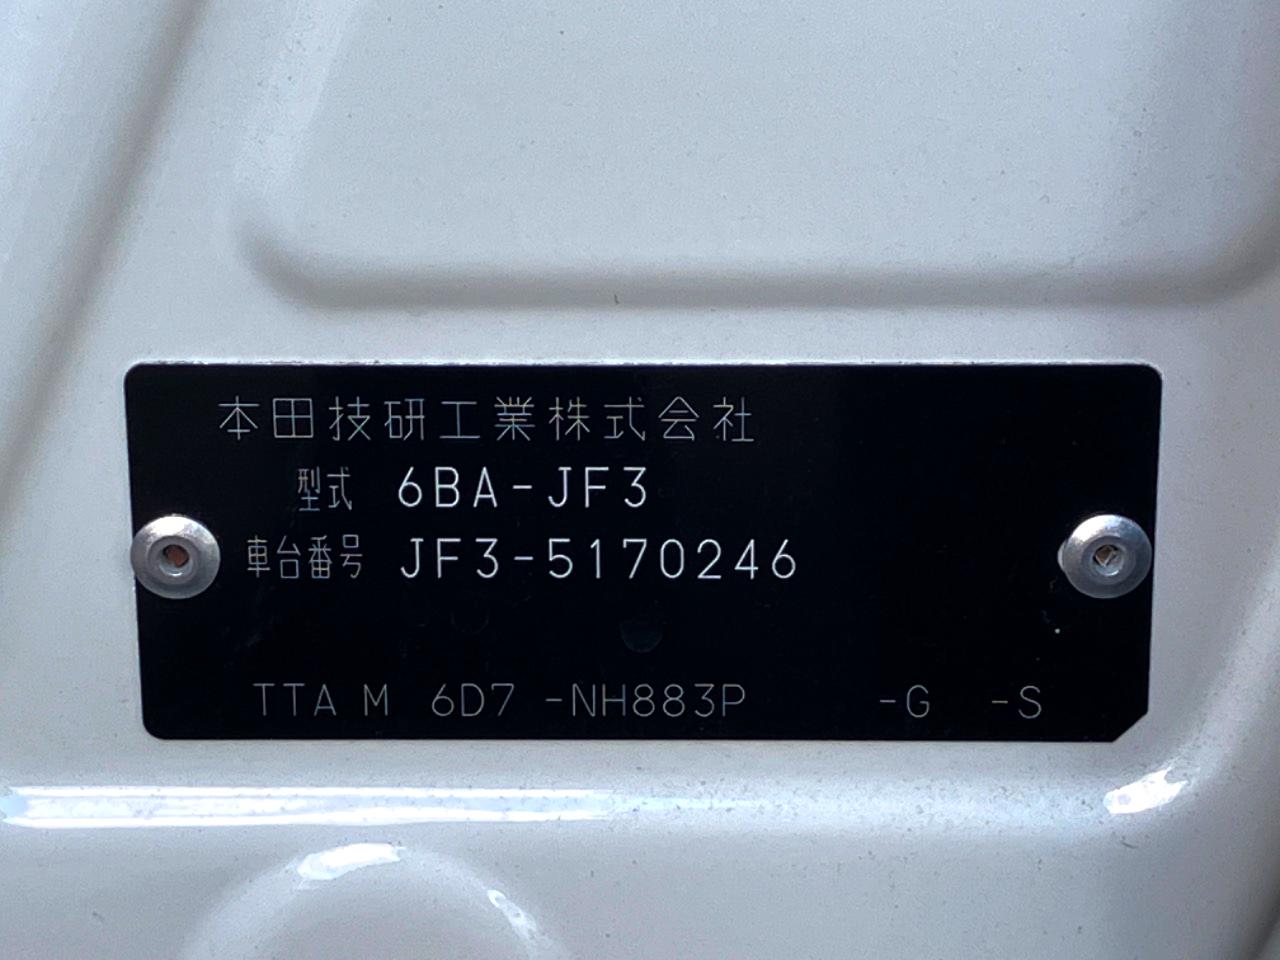 本田技研工業株式会社
型式 6BA-JF3
車台番号 JF3-5170246
TTA M 6D7 -NH883P -G -S